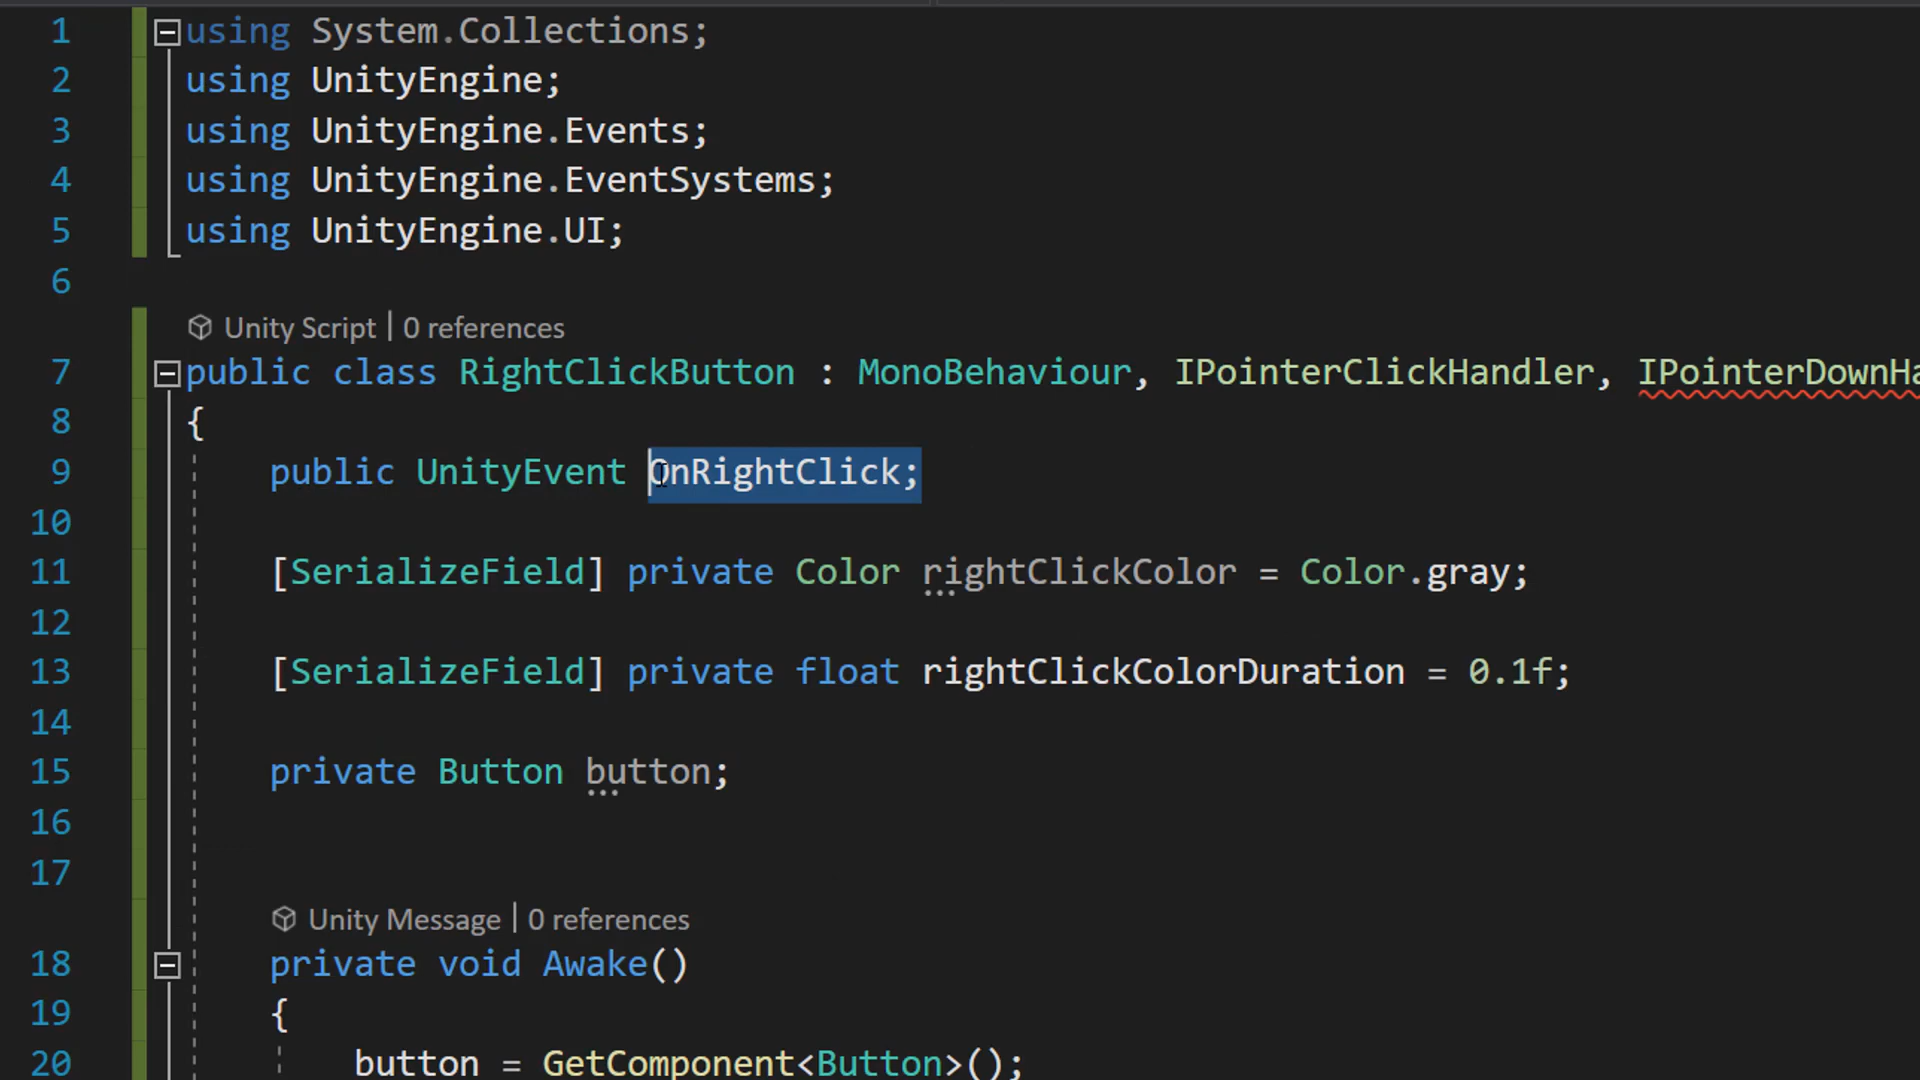 1 using System.Collections;
2 using UnityEngine;
3 using UnityEngine.Events;
4 using UnityEngine.EventSystems;
5 using UnityEngine.UI;
6
Unity Script | 0 references
7 public class RightClickButton : MonoBehaviour, IPointerClickHandler, IPointerDownHa
8 {
9 public UnityEvent OnRightClick;
10
11 [SerializeField] private Color rightClickColor = Color.gray;
12
13 [SerializeField] private float rightClickColorDuration = 0.1f;
14
15 private Button button;
16
17
Unity Message | 0 references
18 private void Awake()
19 {
20 button = GetComponent<Button>();